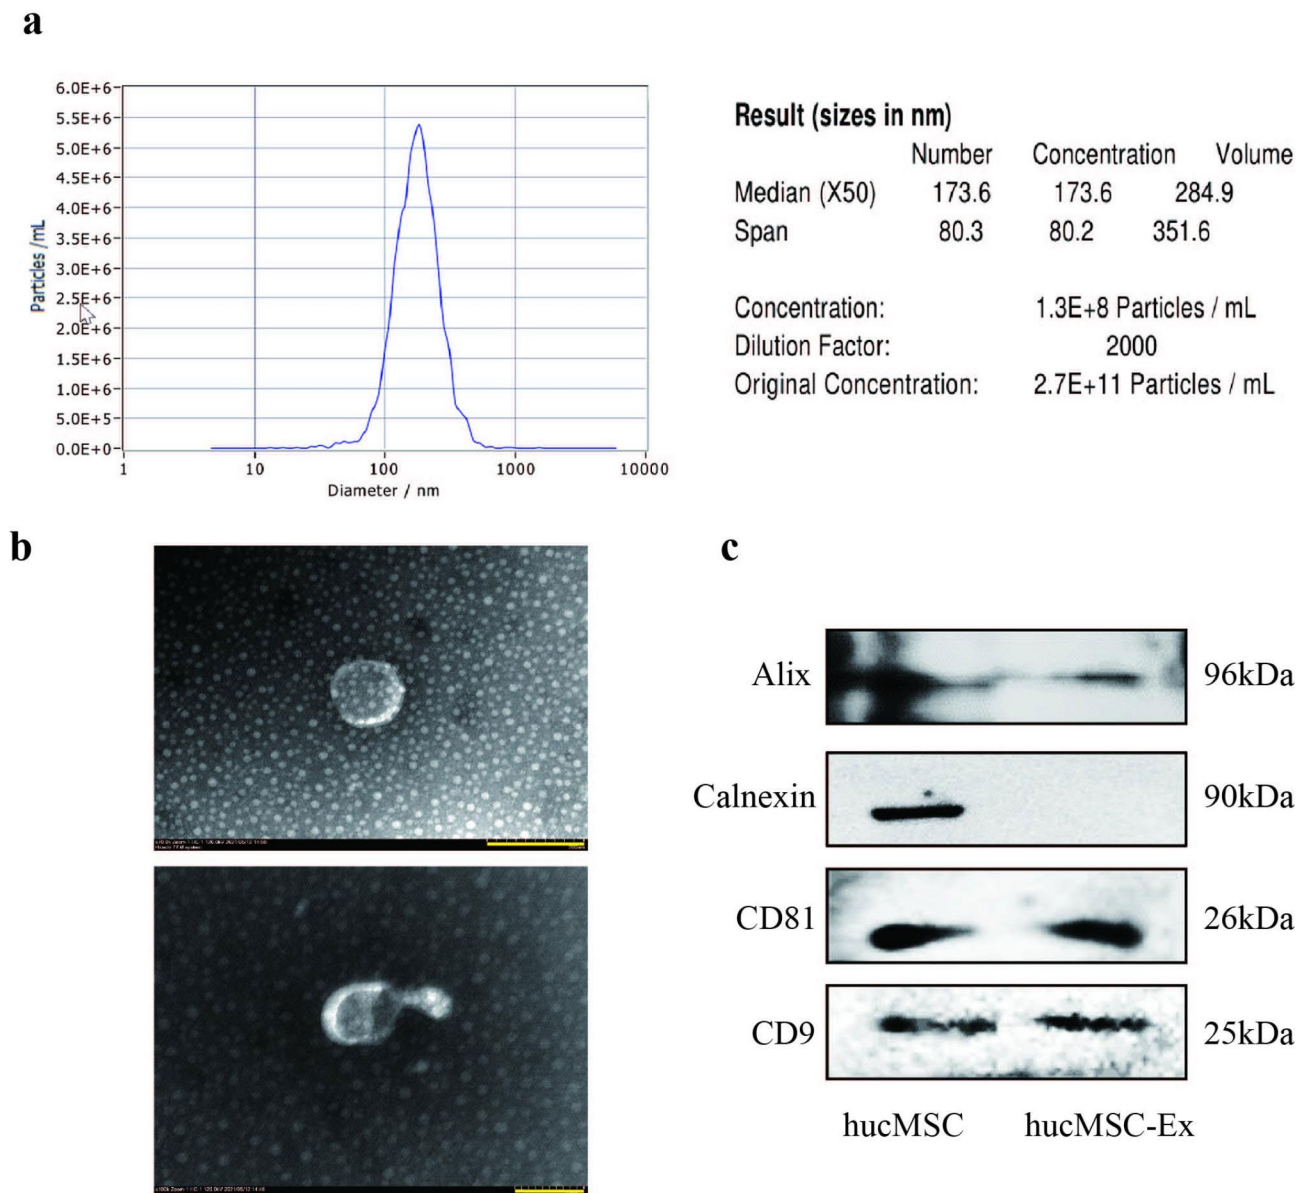 a
6.0E+6
5.5E+6
5.0E+6
4.5E+6
4.0E+6
3.5E+6
3.0E+6
2.5E+6
2.0E+6
1.5E+6
1.0E+6
5.0E+5
0.0E+0
Particles /mL
1 10 100 1000 10000
Diameter / nm
Result (sizes in nm)
Number Concentration Volume
Median (X50) 173.6 173.6 284.9
Span 80.3 80.2 351.6
Concentration: 1.3E+8 Particles / mL
Dilution Factor: 2000
Original Concentration: 2.7E+11 Particles / mL
b
c
Alix 96kDa
Calnexin 90kDa
CD81 26kDa
CD9 25kDa
hucMSC hucMSC-Ex